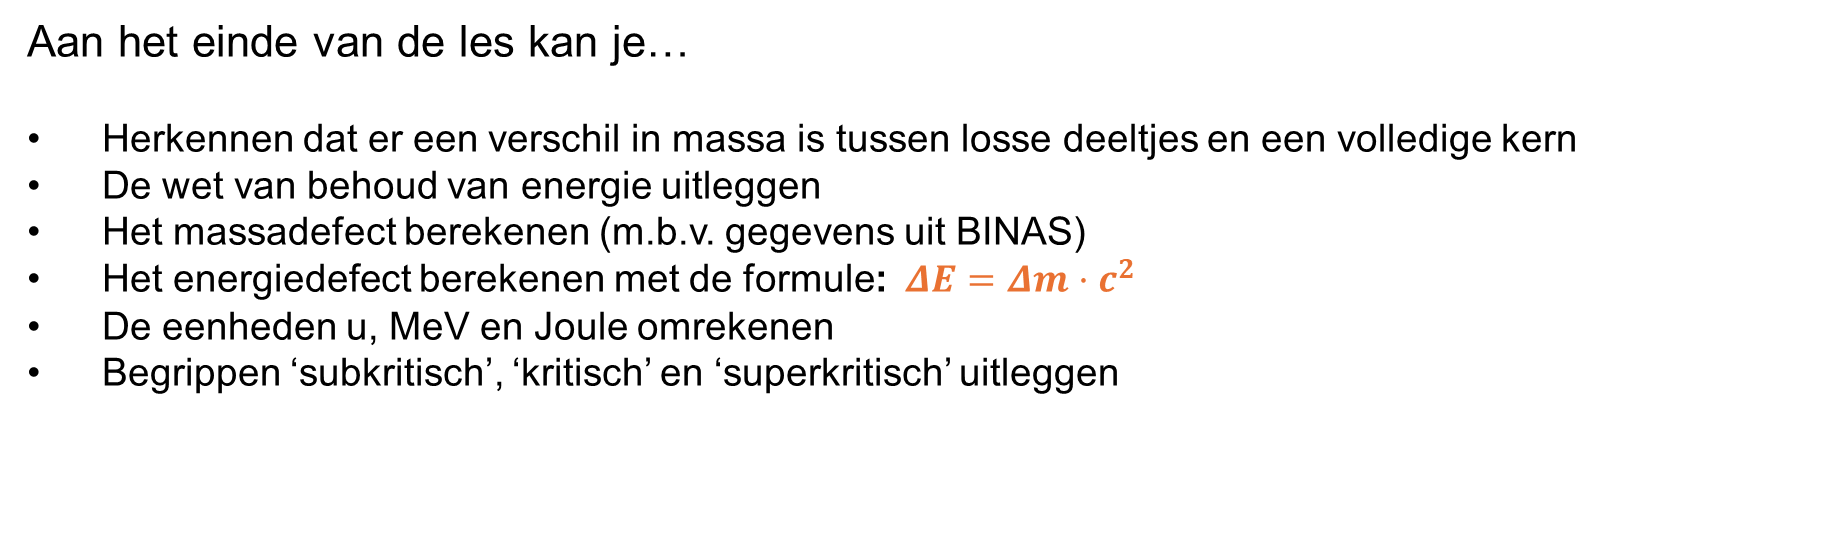 Aan het einde van de les kan je…
• Herkennen dat er een verschil in massa is tussen losse deeltjes en een volledige kern
• De wet van behoud van energie uitleggen
• Het massadefect berekenen (m.b.v. gegevens uit BINAS)
• Het energiedefect berekenen met de formule: ΔE = Δm · c²
• De eenheden u, MeV en Joule omrekenen
• Begrippen ‘subkritisch’, ‘kritisch’ en ‘superkritisch’ uitleggen